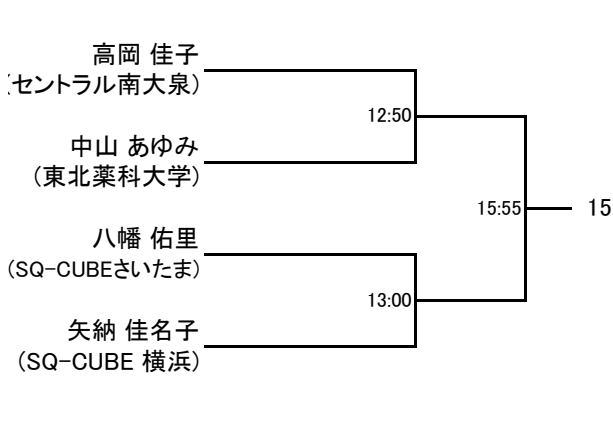 高岡 佳子
(セントラル南大泉)
12:50
中山 あゆみ
(東北薬科大学)
15:55 15
八幡 佑里
(SQ-CUBEさいたま)
13:00
矢納 佳名子
(SQ-CUBE 横浜)